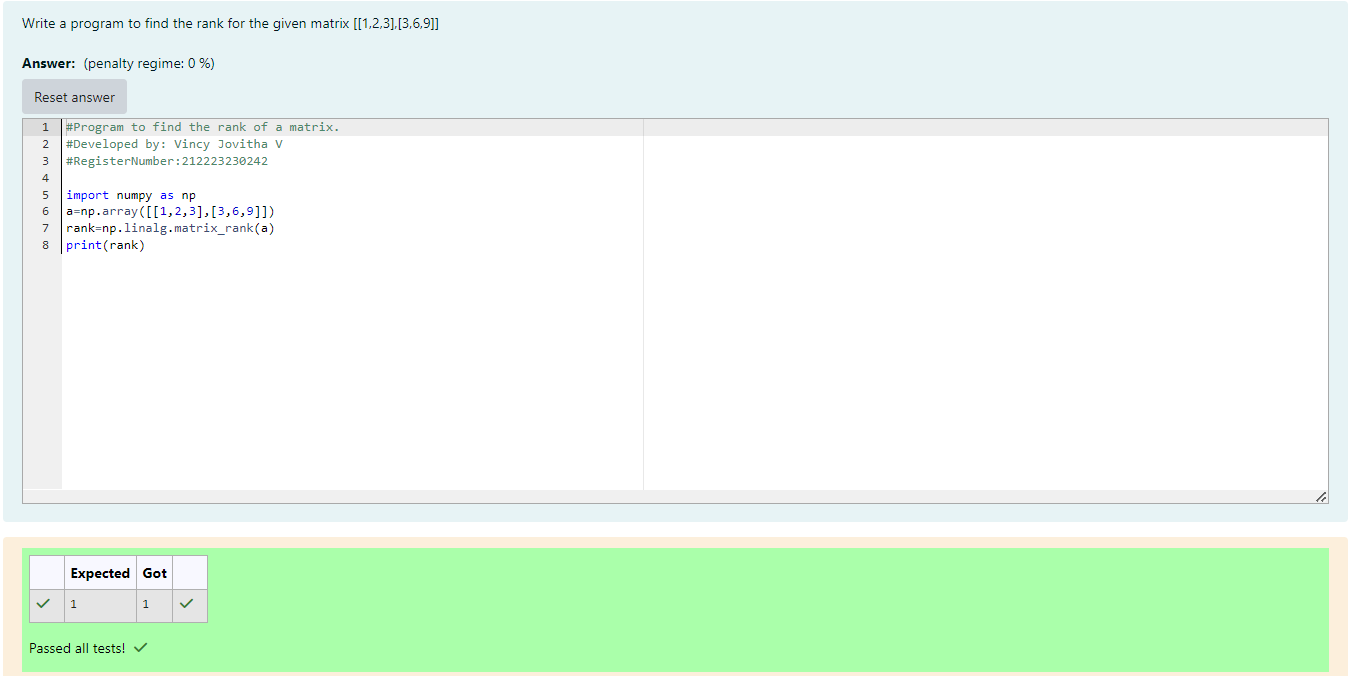 Write a program to find the rank for the given matrix [[1,2,3],[3,6,9]]
Answer: (penalty regime: 0 %)
Reset answer
1 #Program to find the rank of a matrix.
2 #Developed by: Vincy Jovitha V
3 #RegisterNumber:212223230242
4
5 import numpy as np
6 a=np.array([[1,2,3],[3,6,9]])
7 rank=np.linalg.matrix_rank(a)
8 print(rank)
Expected Got
1 1
Passed all tests!